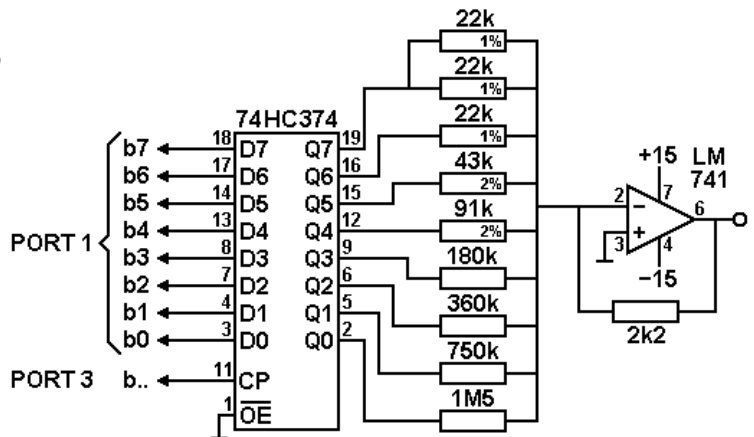 22k
1%
22k
1%
74HC374
22k
1%
b7 18 D7 Q7 19
b6 17 D6 Q6 16
43k
2%
b5 14 D5 Q5 15
b4 13 D4 Q4 12
91k
2%
PORT 1
b3 8 D3 Q3 9
180k
b2 7 D2 Q2 6
360k
b1 4 D1 Q1 5
b0 3 D0 Q0 2
750k
PORT 3 b.. 11 CP
1M5
1 OE
+15 LM
741
7
2 −
6
+
3
4
−15
2k2